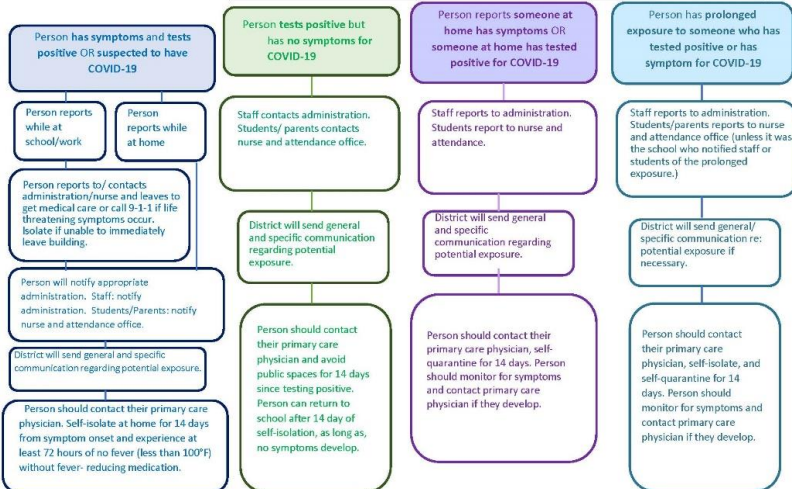 Person has symptoms and tests
positive OR suspected to have
COVID-19
Person reports
while at
school/work
Person
reports while
at home
Person reports to/ contacts
administration/nurse and leaves to
get medical care or call 9-1-1 if life
threatening symptoms occur.
Isolate if unable to immediately
leave building.
Person will notify appropriate
administration. Staff: notify
administration. Students/Parents: notify
nurse and attendance office.
District will send general and specific
communication regarding potential exposure.
Person should contact their primary care
physician. Self-isolate at home for 14 days
from symptom onset and experience at
least 72 hours of no fever (less than 100°F)
without fever- reducing medication.
Person tests positive but
has no symptoms for
COVID-19
Staff contacts administration.
Students/ parents contacts
nurse and attendance office.
District will send general
and specific communication
regarding potential
exposure.
Person should contact
their primary care
physician and avoid
public spaces for 14 days
since testing positive.
Person can return to
school after 14 day of
self-isolation, as long as,
no symptoms develop.
Person reports someone at
home has symptoms OR
someone at home has tested
positive for COVID-19
Staff reports to administration.
Students report to nurse and
attendance.
District will send general
and specific
communication regarding
potential exposure.
Person should contact their
primary care physician, self-
quarantine for 14 days. Person
should monitor for symptoms
and contact primary care
physician if they develop.
Person has prolonged
exposure to someone who has
tested positive or has
symptom for COVID-19
Staff reports to administration.
Students/parents reports to nurse
and attendance office (unless it was
the school who notified staff or
students of the prolonged
exposure.)
District will send general/
specific communication re:
potential exposure if
necessary.
Person should contact
their primary care
physician, self-isolate, and
self-quarantine for 14
days. Person should
monitor for symptoms and
contact primary care
physician if they develop.